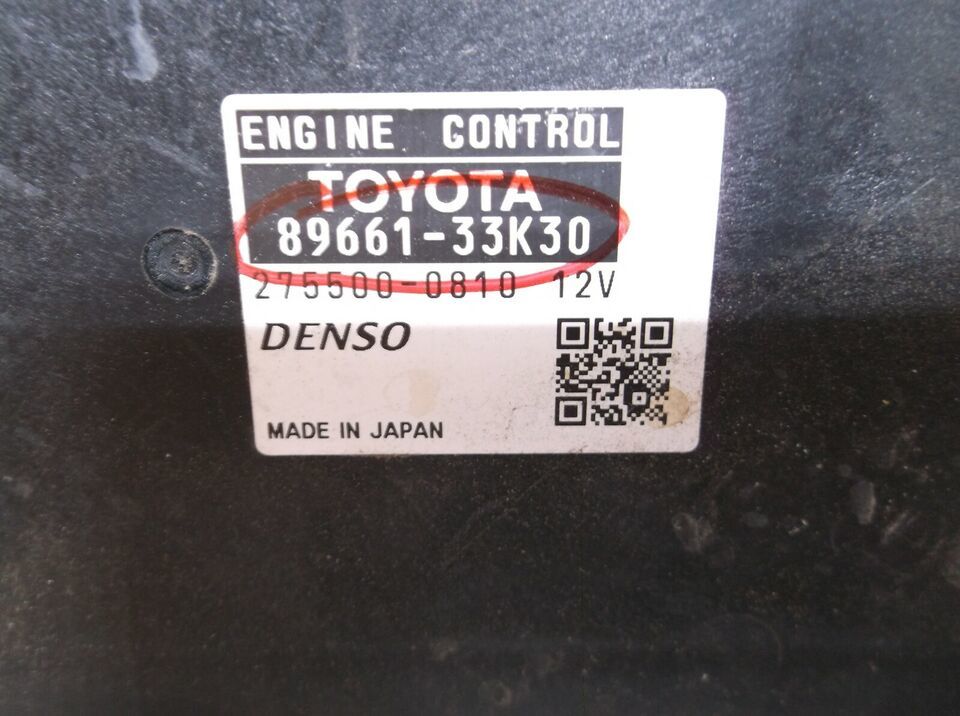 ENGINE CONTROL
TOYOTA
89661-33K30
275500-0810 12V
DENSO
MADE IN JAPAN